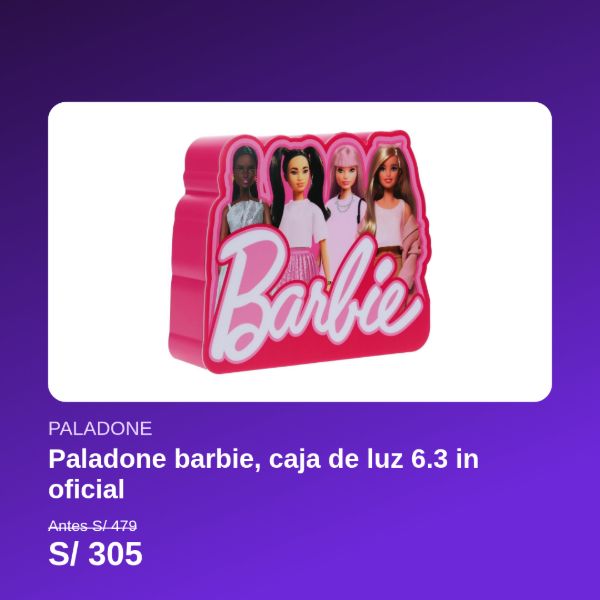 Barbie
PALADONE
Paladone barbie, caja de luz 6.3 in
oficial
Antes S/ 479
S/ 305